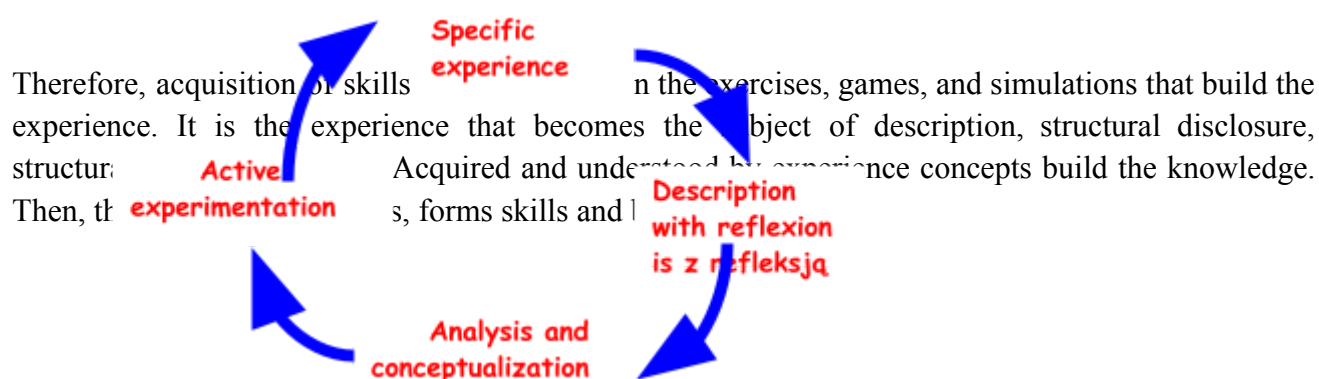 Specific
experience
Therefore, acquisition of skills n the exercises, games, and simulations that build the
experience. It is the experience that becomes the object of description, structural disclosure,
Acquired and understood by experience concepts build the knowledge.
Then, s, forms skills and
Active
experimentation
Description
with reflexion
is z refleksją
Analysis and
conceptualization